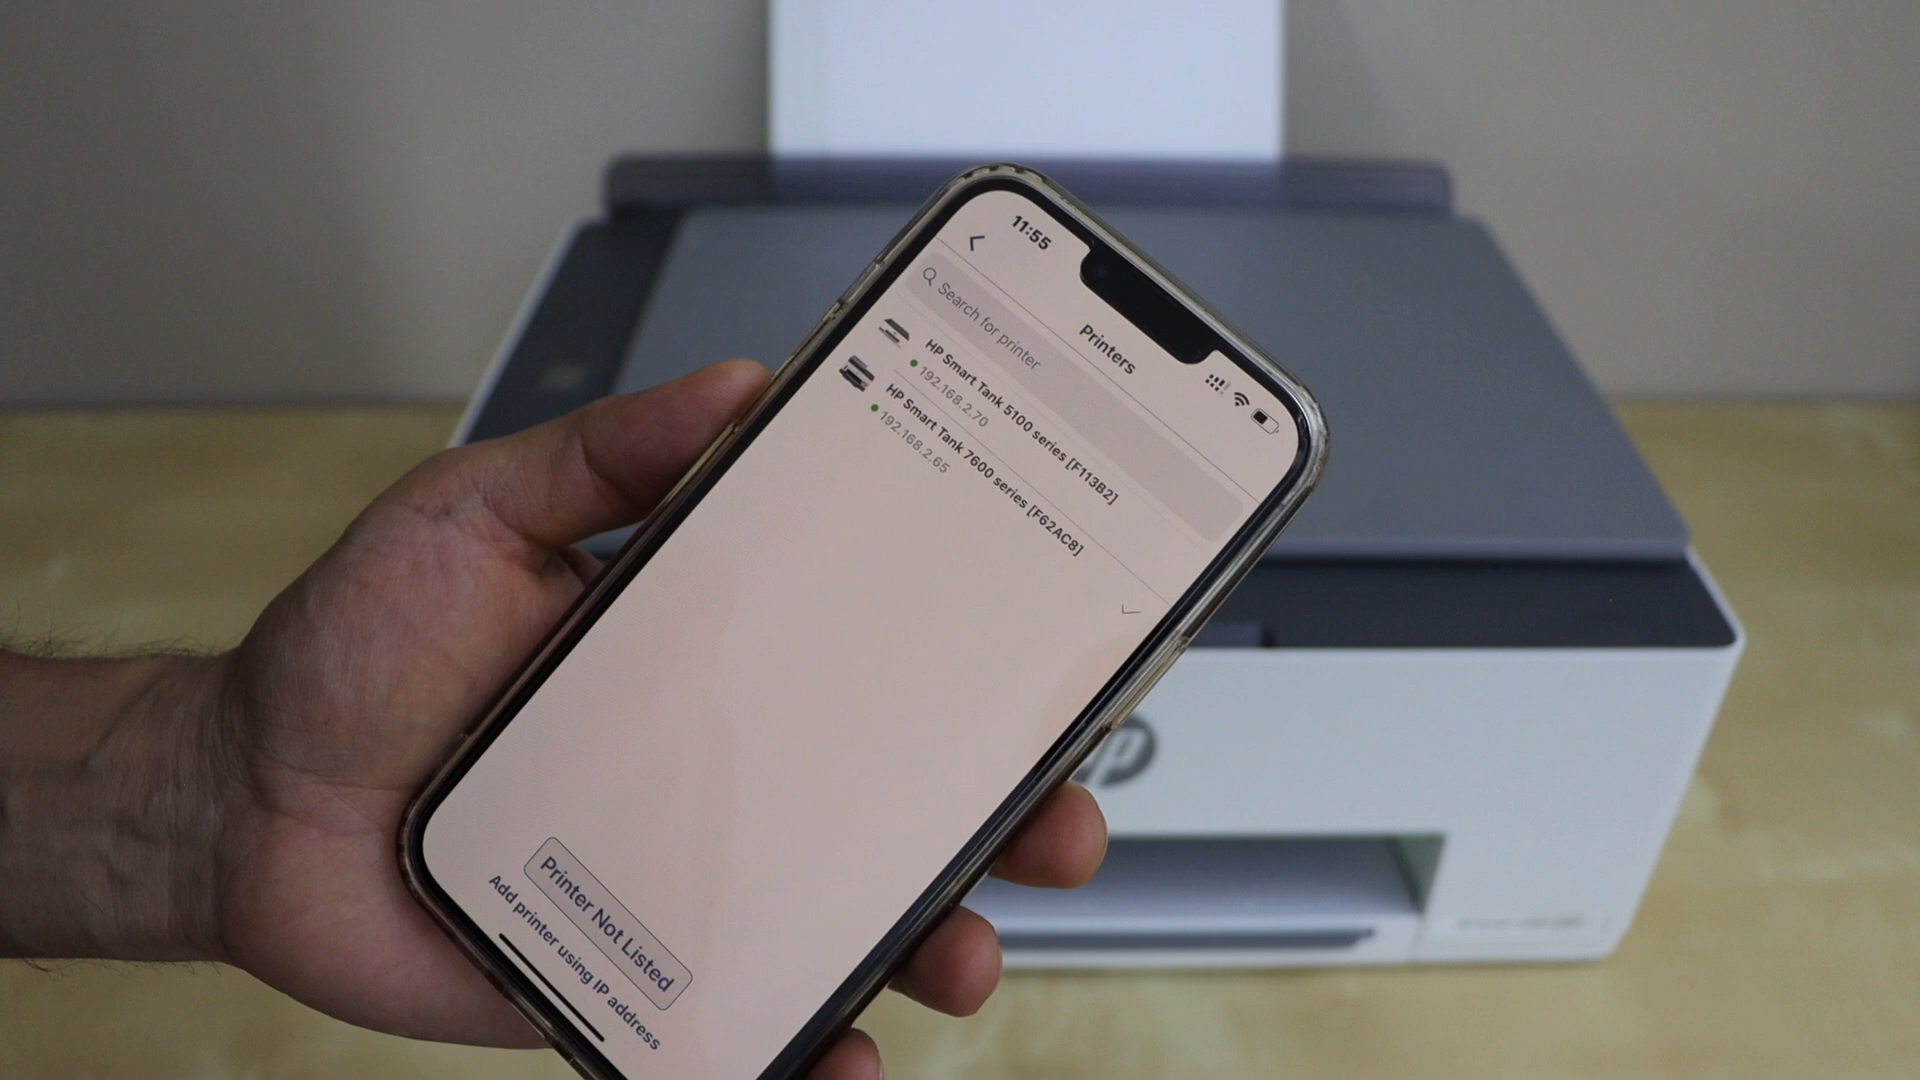 11:55
Printers
Search for printer
HP Smart Tank 5100 series [F113B2]
192.168.2.70
HP Smart Tank 7600 series [F62AC8]
192.168.2.65
Printer Not Listed
Add printer using IP address
hp